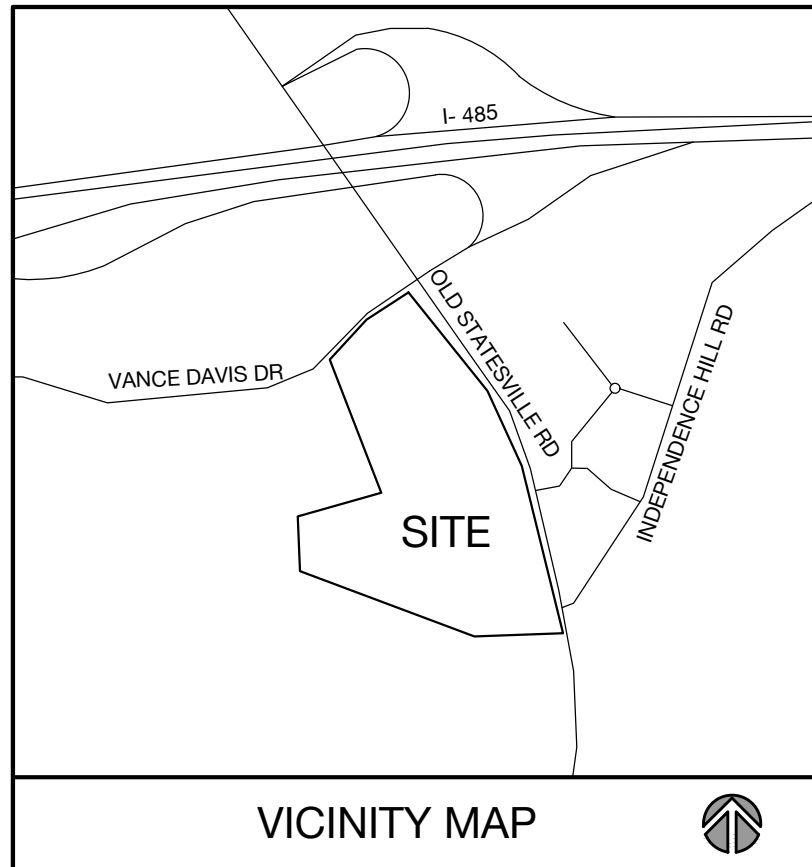 I- 485
OLD STATESVILLE RD
VANCE DAVIS DR
INDEPENDENCE HILL RD
SITE
VICINITY MAP